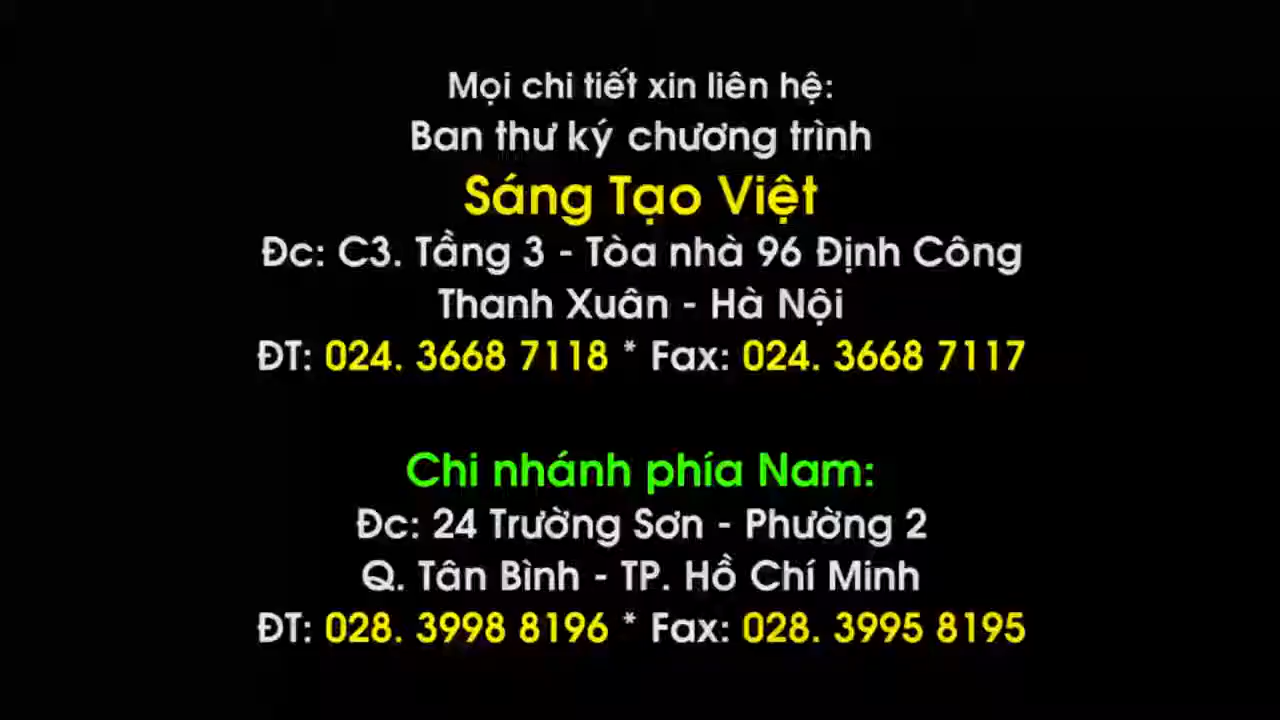 Mọi chi tiết xin liên hệ:
Ban thư ký chương trình
Sáng Tạo Việt
Đc: C3. Tầng 3 - Tòa nhà 96 Định Công
Thanh Xuân - Hà Nội
ĐT: 024. 3668 7118 * Fax: 024. 3668 7117
Chi nhánh phía Nam:
Đc: 24 Trường Sơn - Phường 2
Q. Tân Bình - TP. Hồ Chí Minh
ĐT: 028. 3998 8196 * Fax: 028. 3995 8195